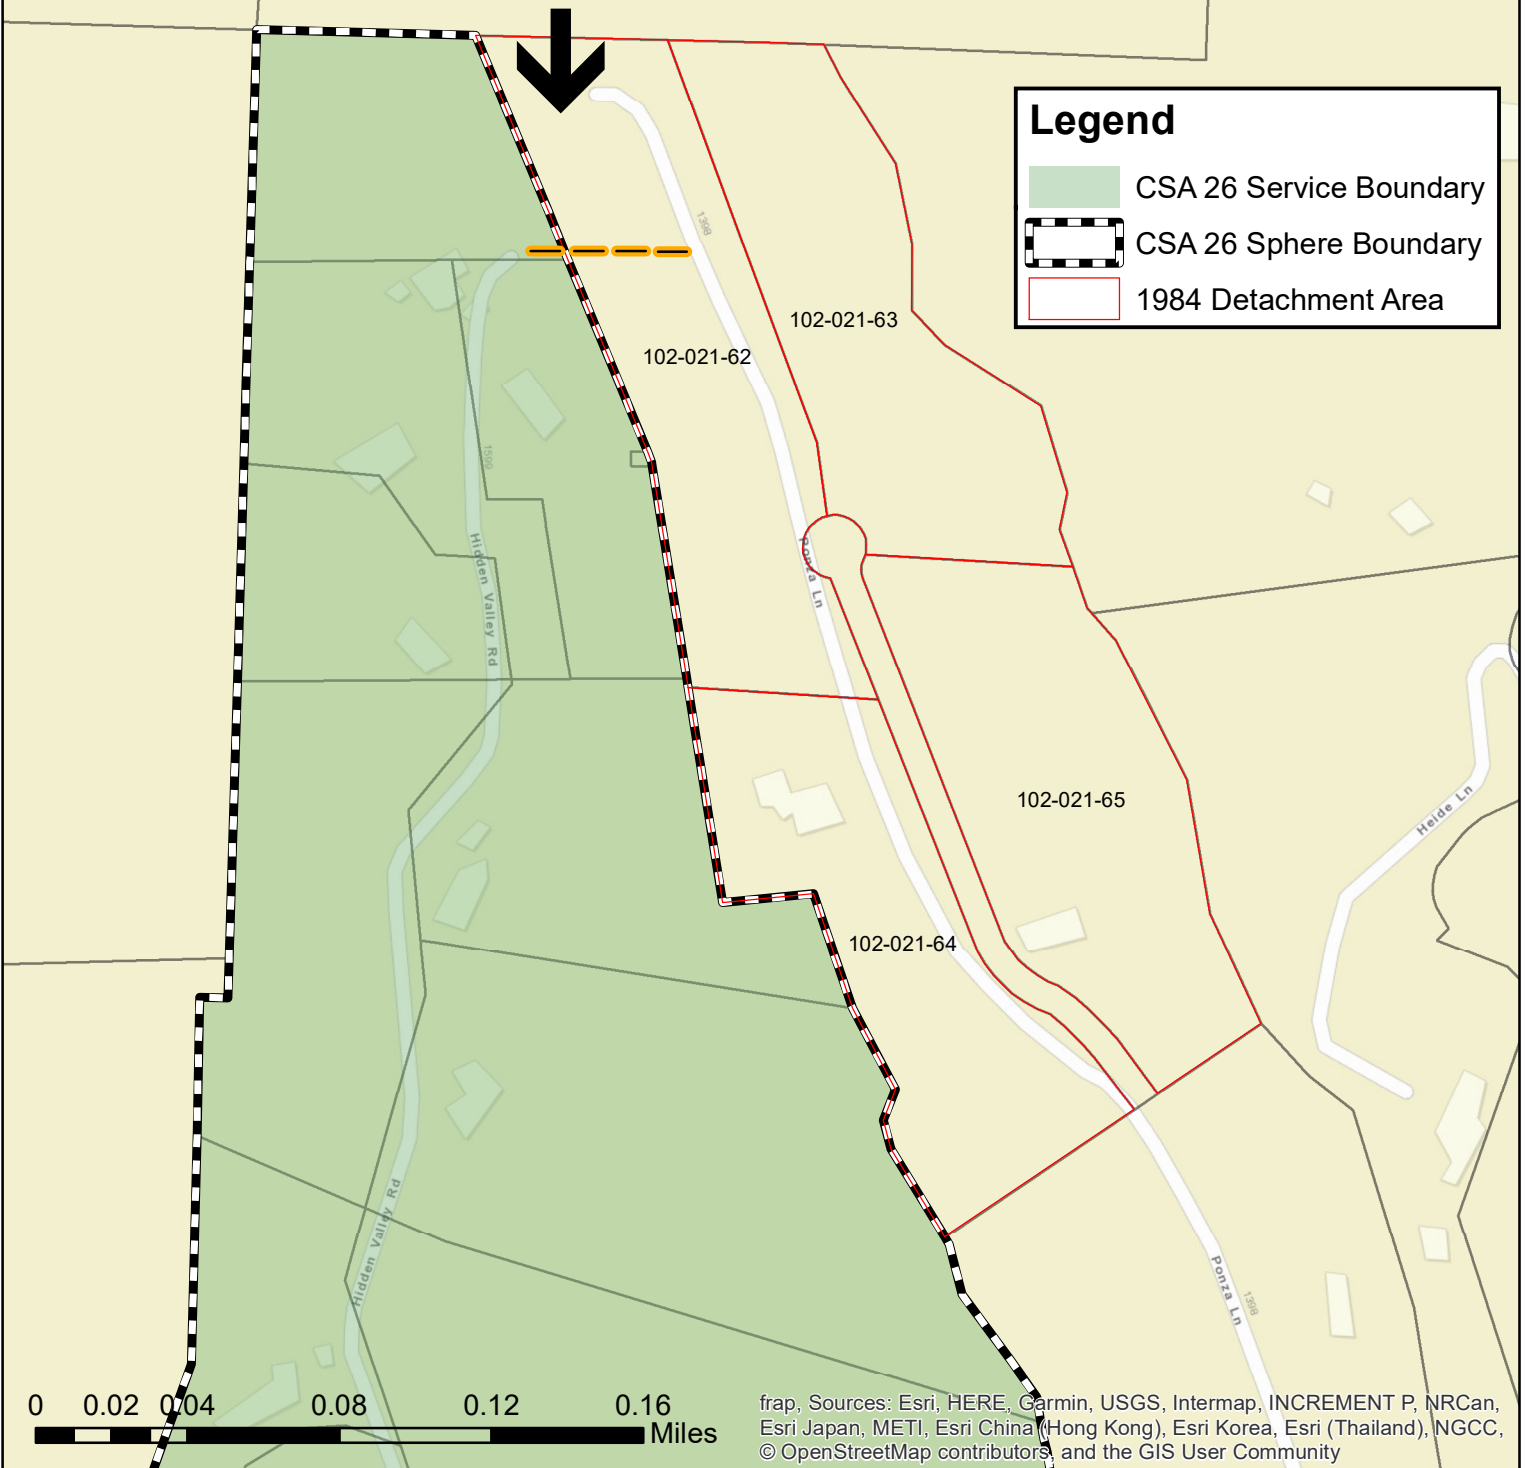 Legend
CSA 26 Service Boundary
CSA 26 Sphere Boundary
1984 Detachment Area
1398
102-021-63
102-021-62
1599
Hidden Valley Rd
Ponza Ln
102-021-65
Heide Ln
102-021-64
Hidden Valley Rd
Ponza Ln
1398
0 0.02 0.04 0.08 0.12 0.16
Miles
frap, Sources: Esri, HERE, Garmin, USGS, Intermap, INCREMENT P, NRCan,
Esri Japan, METI, Esri China (Hong Kong), Esri Korea, Esri (Thailand), NGCC,
© OpenStreetMap contributors, and the GIS User Community